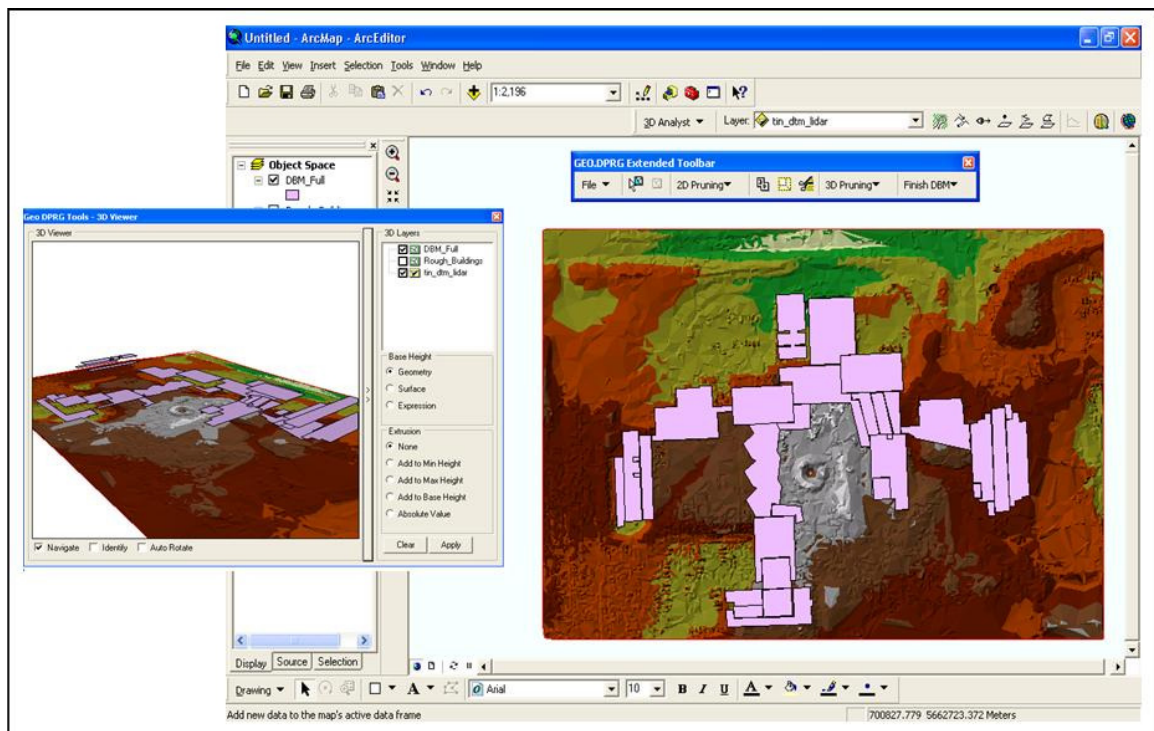 Untitled - ArcMap - ArcEditor
File Edit View Insert Selection Tools Window Help
1:2,196
3D Analyst Layer: tin_dtm_lidar
Object Space
DBM_Full
GEO.DPRG Extended Toolbar
File 2D Pruning 3D Pruning Finish DBM
Geo DPRG Tools - 3D Viewer
3D Viewer
3D Layers
DBM_Full
Rough_Buildings
tin_dtm_lidar
Base Height
Geometry
Surface
Expression
Extrusion
None
Add to Min Height
Add to Max Height
Add to Base Height
Absolute Value
Clear Apply
Navigate Identify Auto Rotate
Display Source Selection
Drawing A Arial 10 B I U A
Add new data to the map's active data frame
700827.779 5662723.372 Meters